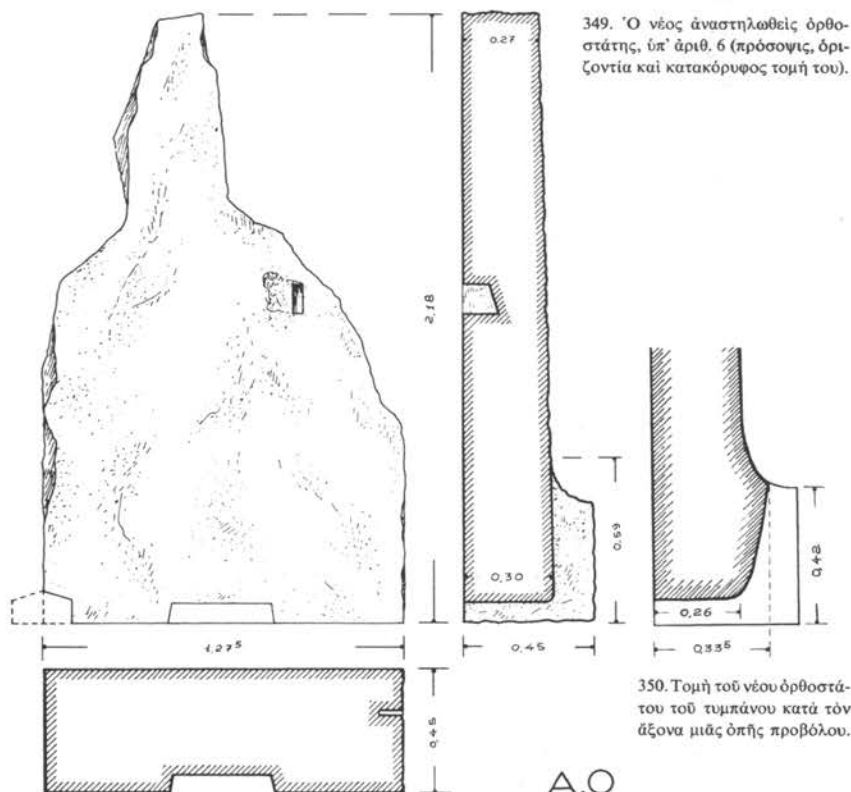 349. Ὁ νέος ἀναστηλωθεὶς ὀρθο-
στάτης, ὑπ' ἀριθ. 6 (πρόσοψις, ὁρι-
ζοντία καὶ κατακόρυφος τομή του).
0.27
2,18
0,59
0,30
0,42
0,26
1,27⁵
0,45
0,33⁵
350. Τομὴ τοῦ νέου ὀρθοστά-
του τοῦ τυμπάνου κατὰ τὸν
ἄξονα μιᾶς ὀπῆς προβόλου.
0,45
A.O